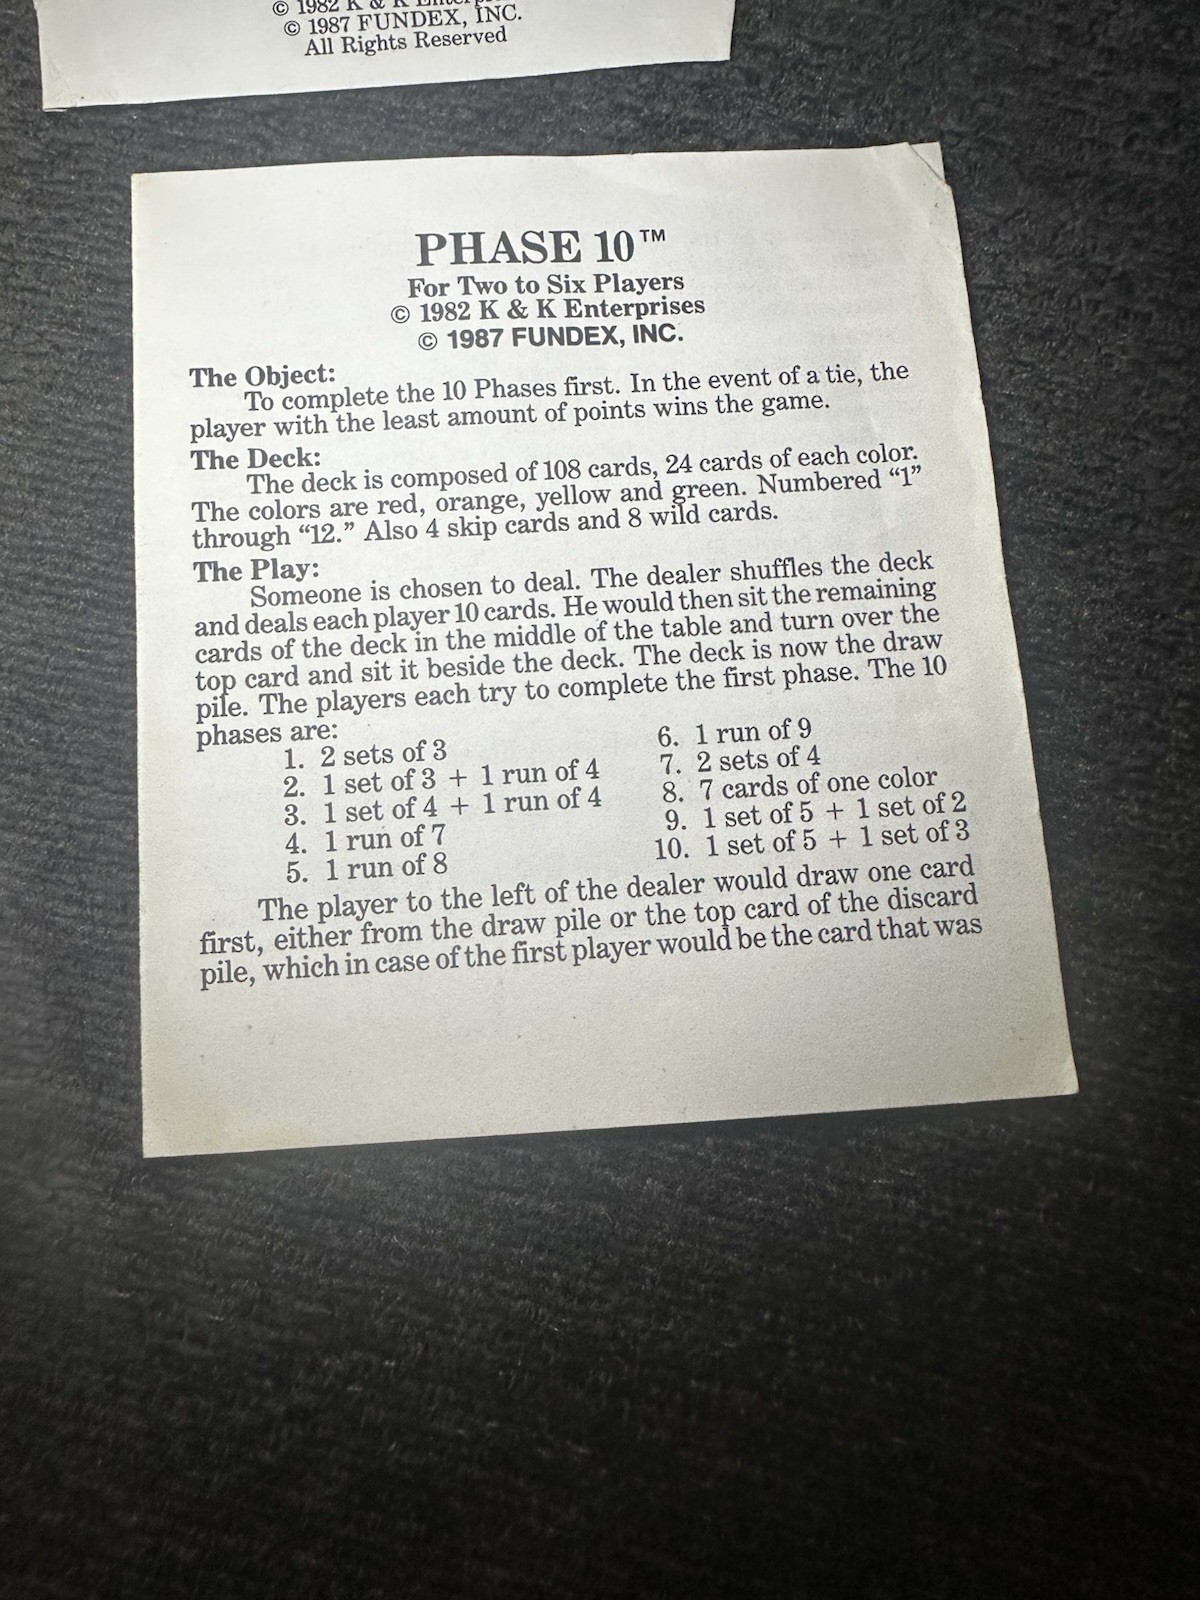 © 1982 K & K Enterprises
© 1987 FUNDEX, INC.
All Rights Reserved
PHASE 10™
For Two to Six Players
© 1982 K & K Enterprises
© 1987 FUNDEX, INC.
The Object:
To complete the 10 Phases first. In the event of a tie, the
player with the least amount of points wins the game.
The Deck:
The deck is composed of 108 cards, 24 cards of each color.
The colors are red, orange, yellow and green. Numbered “1”
through “12.” Also 4 skip cards and 8 wild cards.
The Play:
Someone is chosen to deal. The dealer shuffles the deck
and deals each player 10 cards. He would then sit the remaining
cards of the deck in the middle of the table and turn over the
top card and sit it beside the deck. The deck is now the draw
pile. The players each try to complete the first phase. The 10
phases are:
1. 2 sets of 3
2. 1 set of 3 + 1 run of 4
3. 1 set of 4 + 1 run of 4
4. 1 run of 7
5. 1 run of 8
6. 1 run of 9
7. 2 sets of 4
8. 7 cards of one color
9. 1 set of 5 + 1 set of 2
10. 1 set of 5 + 1 set of 3
The player to the left of the dealer would draw one card
first, either from the draw pile or the top card of the discard
pile, which in case of the first player would be the card that was